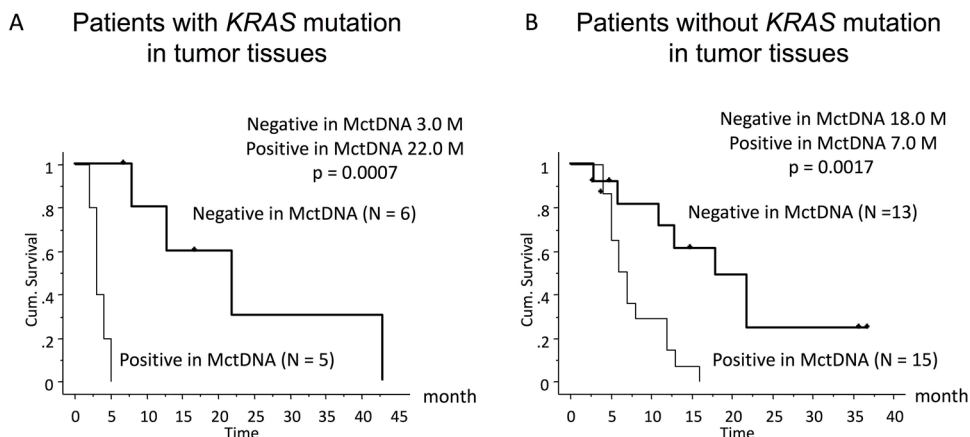 A
Patients with KRAS mutation
in tumor tissues
Negative in MctDNA 3.0 M
Positive in MctDNA 22.0 M
p = 0.0007
Negative in MctDNA (N = 6)
Positive in MctDNA (N = 5)
Cum. Survival
1
.8
.6
.4
.2
0
0 5 10 15 20 25 30 35 40 45
month
Time
B
Patients without KRAS mutation
in tumor tissues
Negative in MctDNA 18.0 M
Positive in MctDNA 7.0 M
p = 0.0017
Negative in MctDNA (N =13)
Positive in MctDNA (N = 15)
Cum. Survival
1
.8
.6
.4
.2
0
0 5 10 15 20 25 30 35 40
month
Time